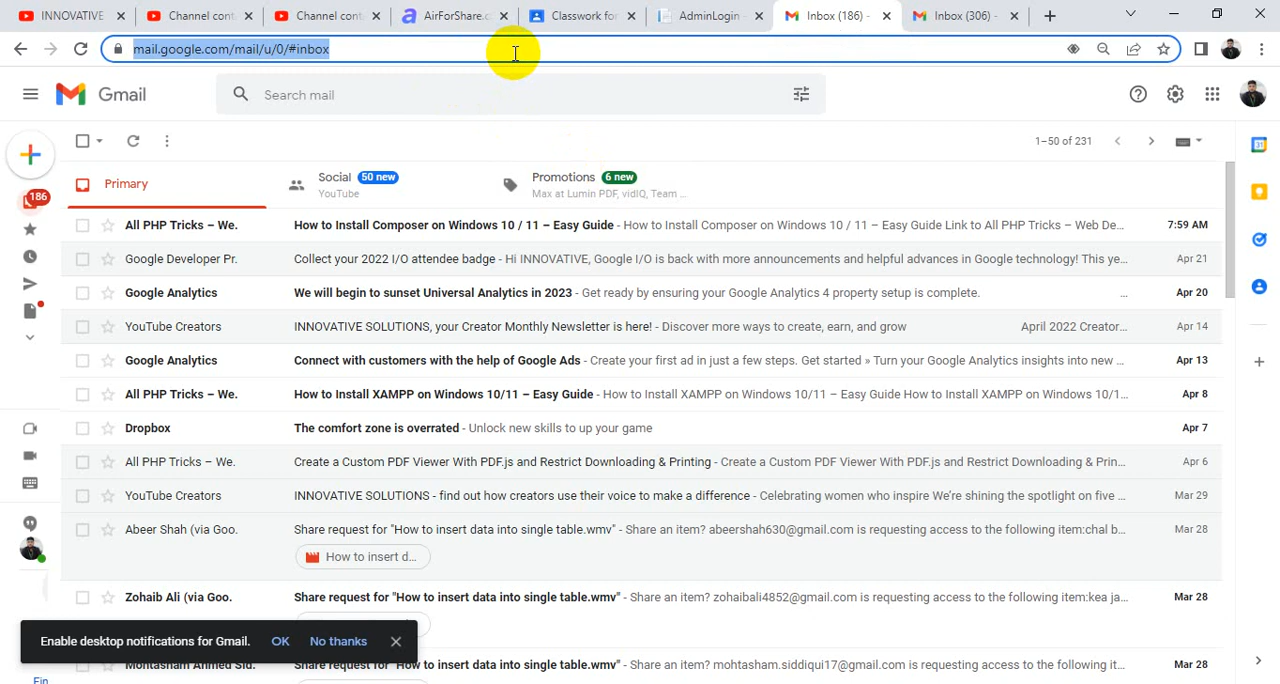 INNOVATIVE
Channel cont
Channel cont
AirForShare.c
Classwork for
AdminLogin
Inbox (186) -
Inbox (306) -
mail.google.com/mail/u/0/#inbox
Gmail
Search mail
1–50 of 231
186
Primary
Social 50 new
YouTube
Promotions 6 new
Max at Lumin PDF, vidIQ, Team ...
All PHP Tricks – We. How to Install Composer on Windows 10 / 11 – Easy Guide - How to Install Composer on Windows 10 / 11 – Easy Guide Link to All PHP Tricks – Web De... 7:59 AM
Google Developer Pr. Collect your 2022 I/O attendee badge - Hi INNOVATIVE, Google I/O is back with more announcements and helpful advances in Google technology! This ye... Apr 21
Google Analytics We will begin to sunset Universal Analytics in 2023 - Get ready by ensuring your Google Analytics 4 property setup is complete. ... Apr 20
YouTube Creators INNOVATIVE SOLUTIONS, your Creator Monthly Newsletter is here! - Discover more ways to create, earn, and grow April 2022 Creator... Apr 14
Google Analytics Connect with customers with the help of Google Ads - Create your first ad in just a few steps. Get started » Turn your Google Analytics insights into new ... Apr 13
All PHP Tricks – We. How to Install XAMPP on Windows 10/11 – Easy Guide - How to Install XAMPP on Windows 10/11 – Easy Guide How to Install XAMPP on Windows 10/1... Apr 8
Dropbox The comfort zone is overrated - Unlock new skills to up your game Apr 7
All PHP Tricks – We. Create a Custom PDF Viewer With PDF.js and Restrict Downloading & Printing - Create a Custom PDF Viewer With PDF.js and Restrict Downloading & Prin... Apr 6
YouTube Creators INNOVATIVE SOLUTIONS - find out how creators use their voice to make a difference - Celebrating women who inspire We're shining the spotlight on five ... Mar 29
Abeer Shah (via Goo. Share request for "How to insert data into single table.wmv" - Share an item? abeershah630@gmail.com is requesting access to the following item:chal b... Mar 28
How to insert d...
Zohaib Ali (via Goo. Share request for "How to insert data into single table.wmv" - Share an item? zohaibali4852@gmail.com is requesting access to the following item:kea ja... Mar 28
Enable desktop notifications for Gmail. OK No thanks
Mohtasham Ahmed Sid. Share request for "How to insert data into single table.wmv" - Share an item? mohtasham.siddiqui17@gmail.com is requesting access to the following it... Mar 28
Fin